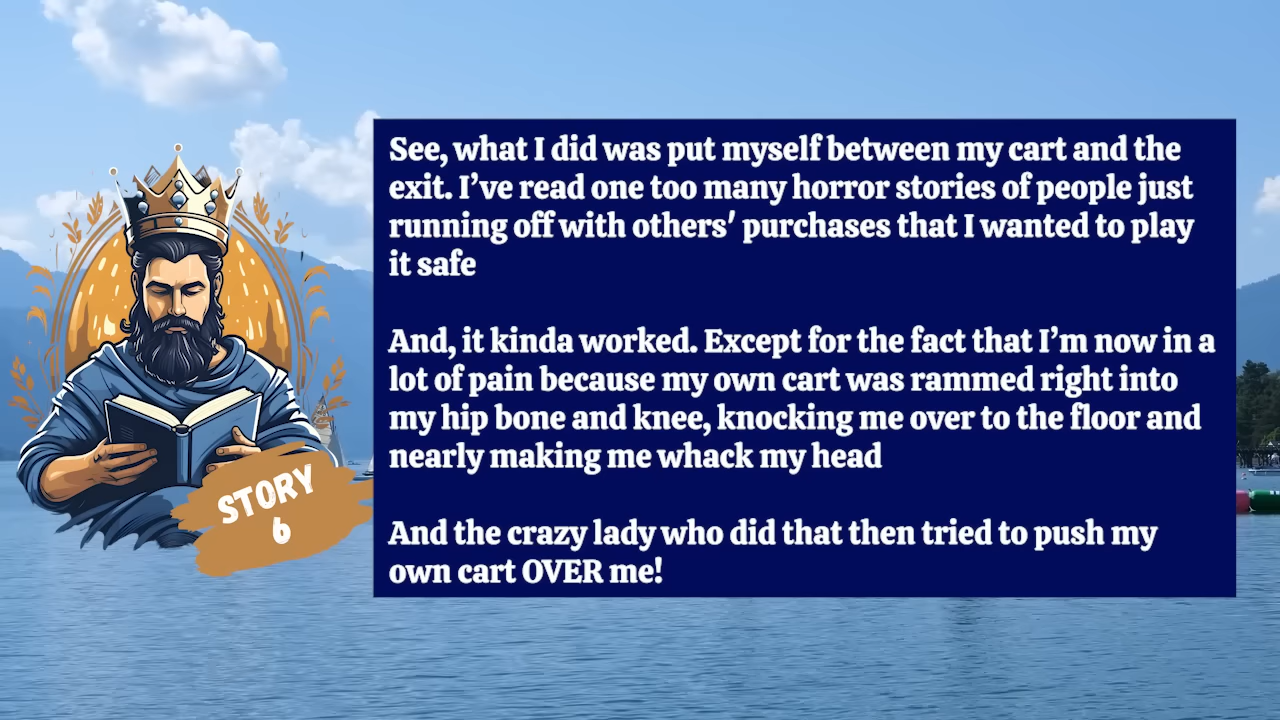 See, what I did was put myself between my cart and the
exit. I’ve read one too many horror stories of people just
running off with others' purchases that I wanted to play
it safe
And, it kinda worked. Except for the fact that I’m now in a
lot of pain because my own cart was rammed right into
my hip bone and knee, knocking me over to the floor and
nearly making me whack my head
And the crazy lady who did that then tried to push my
own cart OVER me!
STORY
6